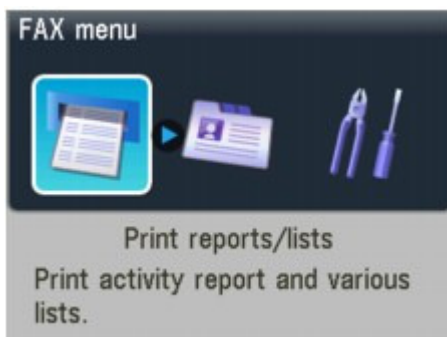 FAX menu
Print reports/lists
Print activity report and various
lists.